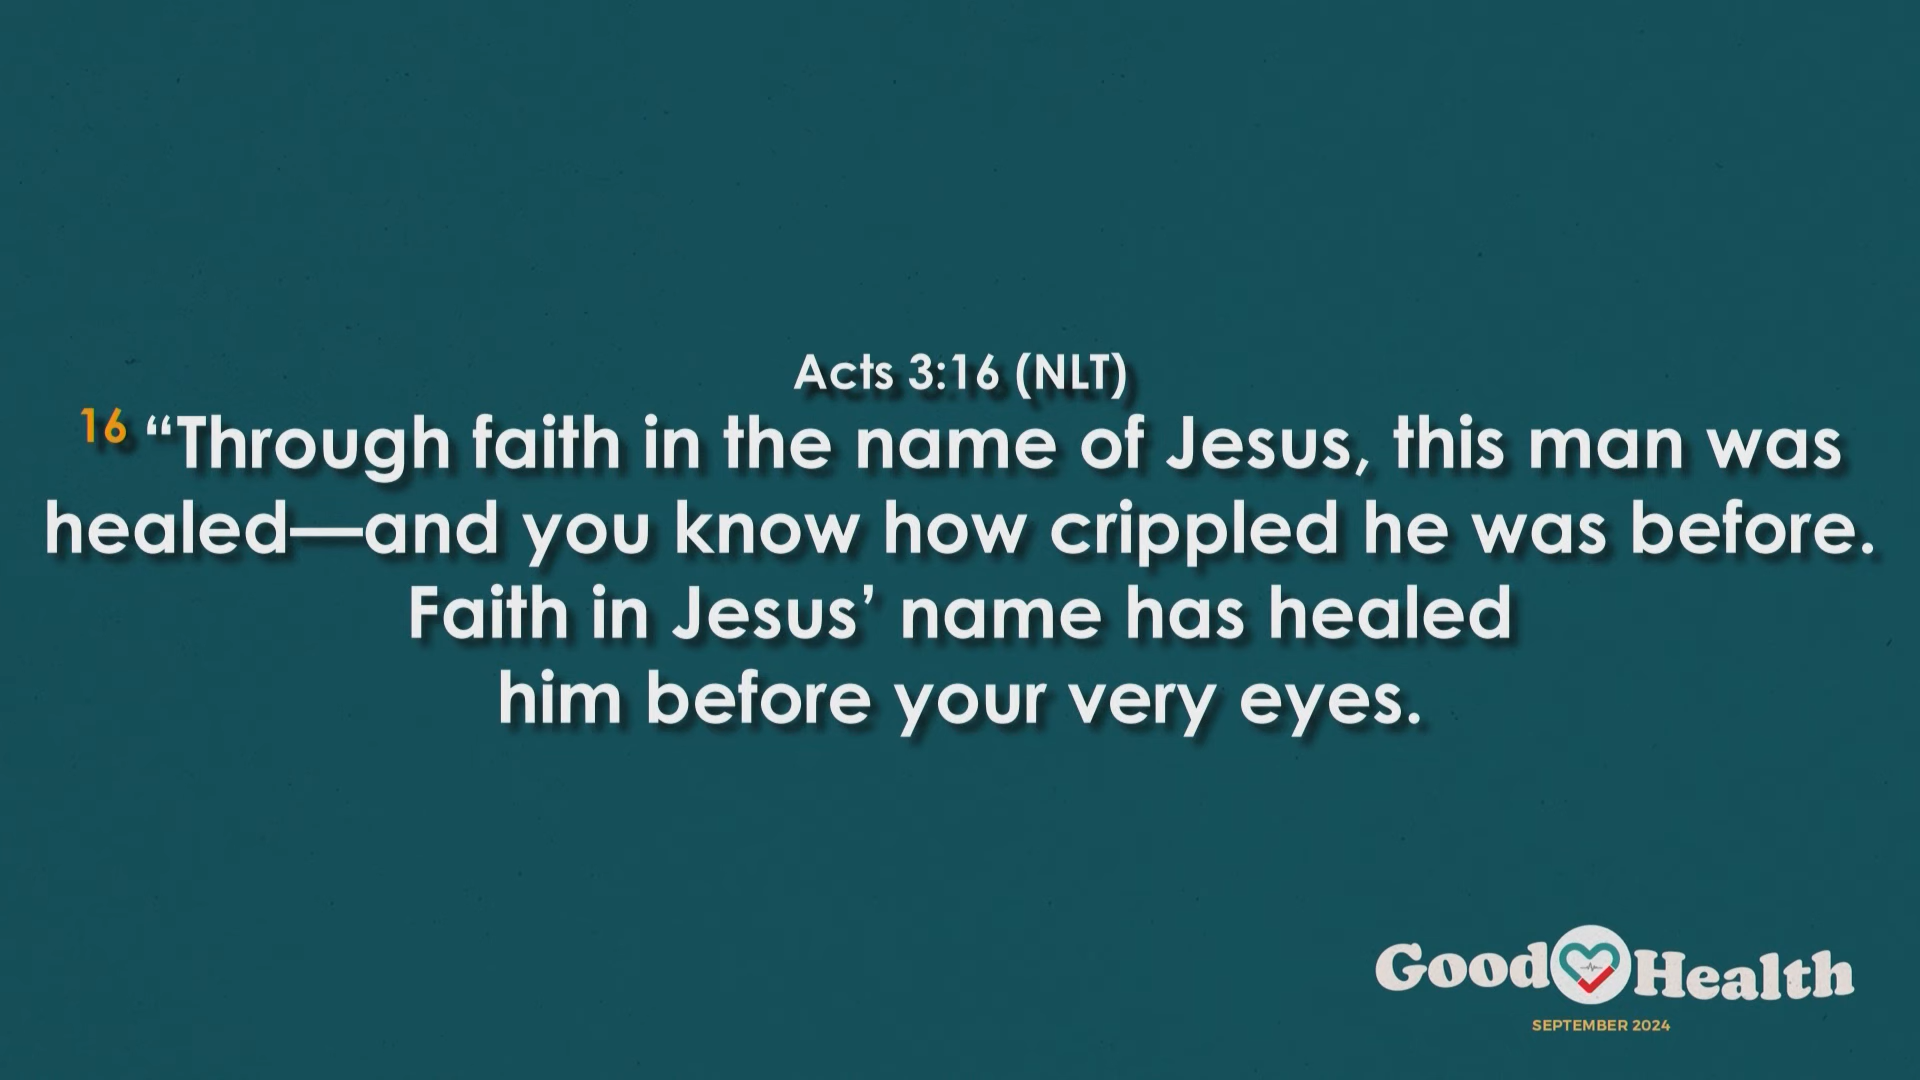 Acts 3:16 (NLT)
16 “Through faith in the name of Jesus, this man was
healed—and you know how crippled he was before.
Faith in Jesus’ name has healed
him before your very eyes.
Good Health
SEPTEMBER 2024